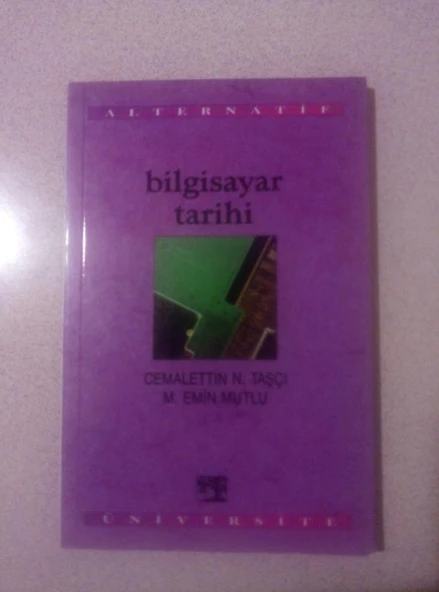 ALTERNATİF
bilgisayar
tarihi
CEMALETTİN N. TAŞÇI
M. EMİN MUTLU
ÜNİVERSİTE